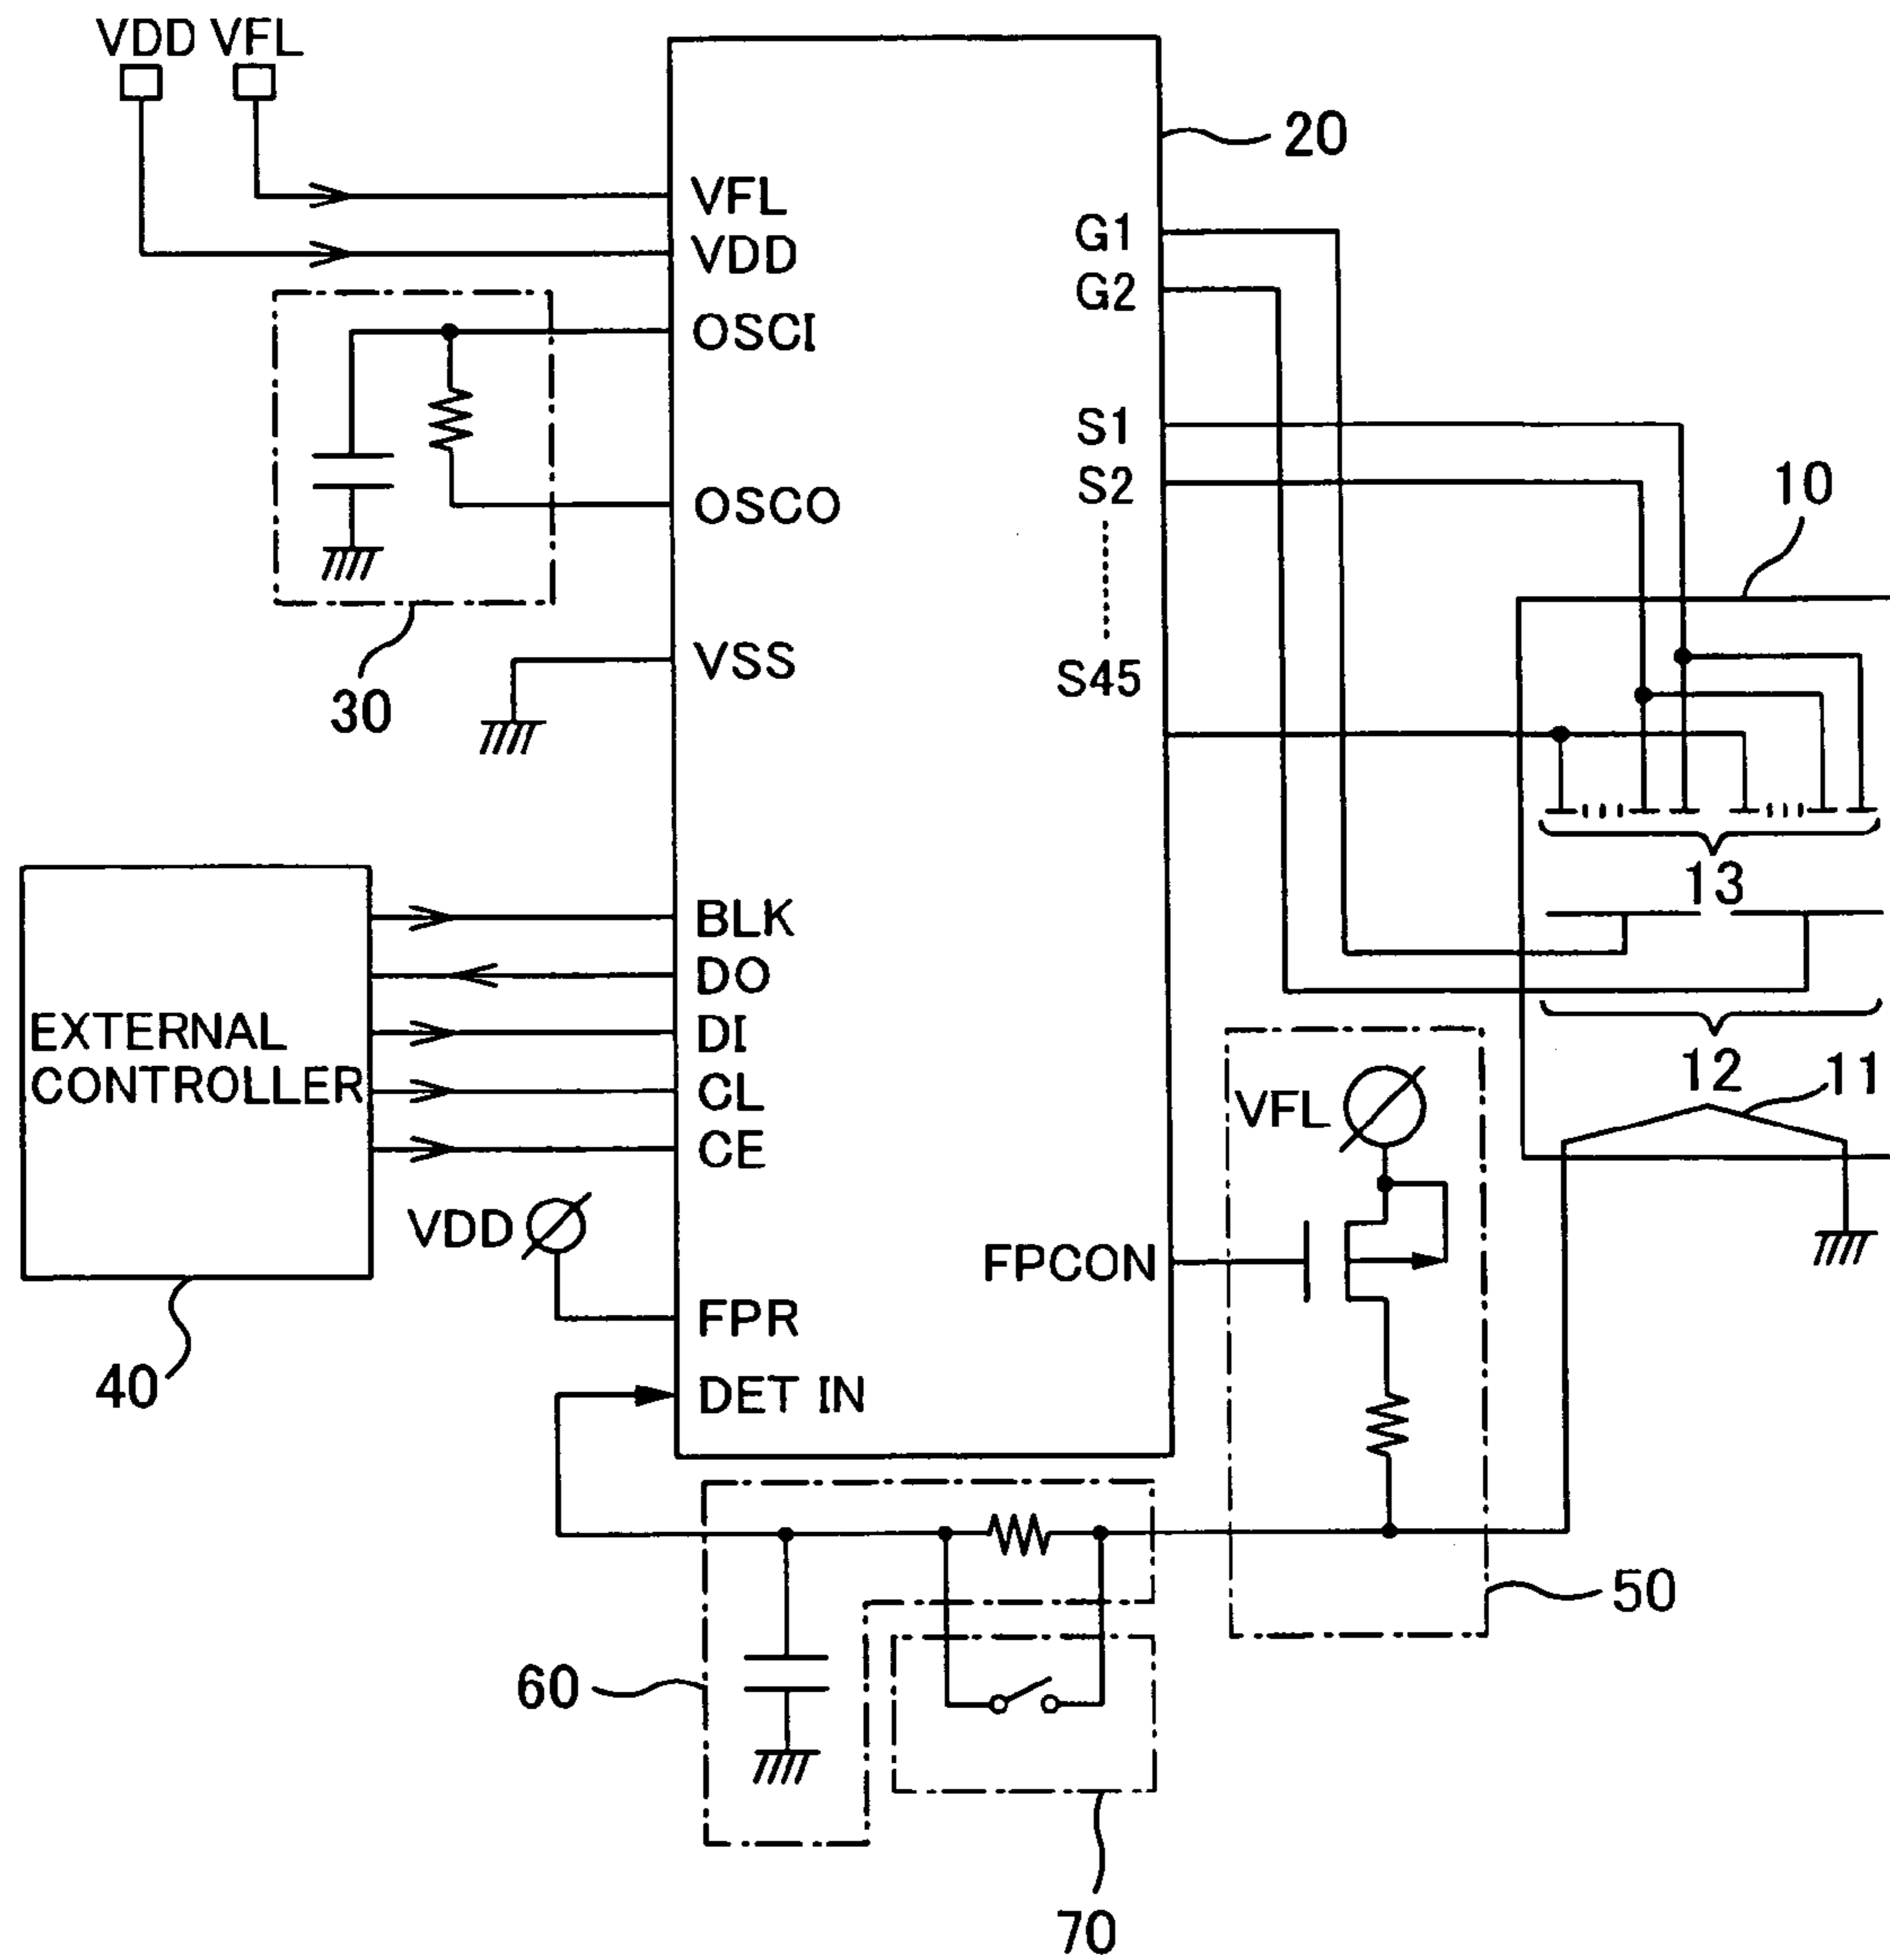 VDD VFL
20
VFL
VDD
OSCI
OSCO
VSS
30
G1
G2
S1
S2
S45
10
13
12
11
EXTERNAL
CONTROLLER
40
BLK
DO
DI
CL
CE
VDD
FPR
DET IN
FPCON
VFL
50
60
70